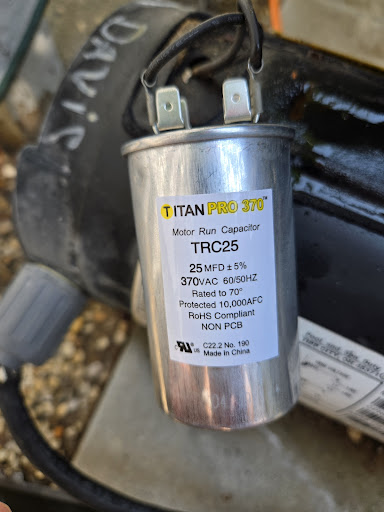 DAVIS
TITAN PRO 370™
Motor Run Capacitor
TRC25
25 MFD ± 5%
370VAC 60/50HZ
Rated to 70°
Protected 10,000AFC
RoHS Compliant
NON PCB
C22.2 No. 190
Made In China